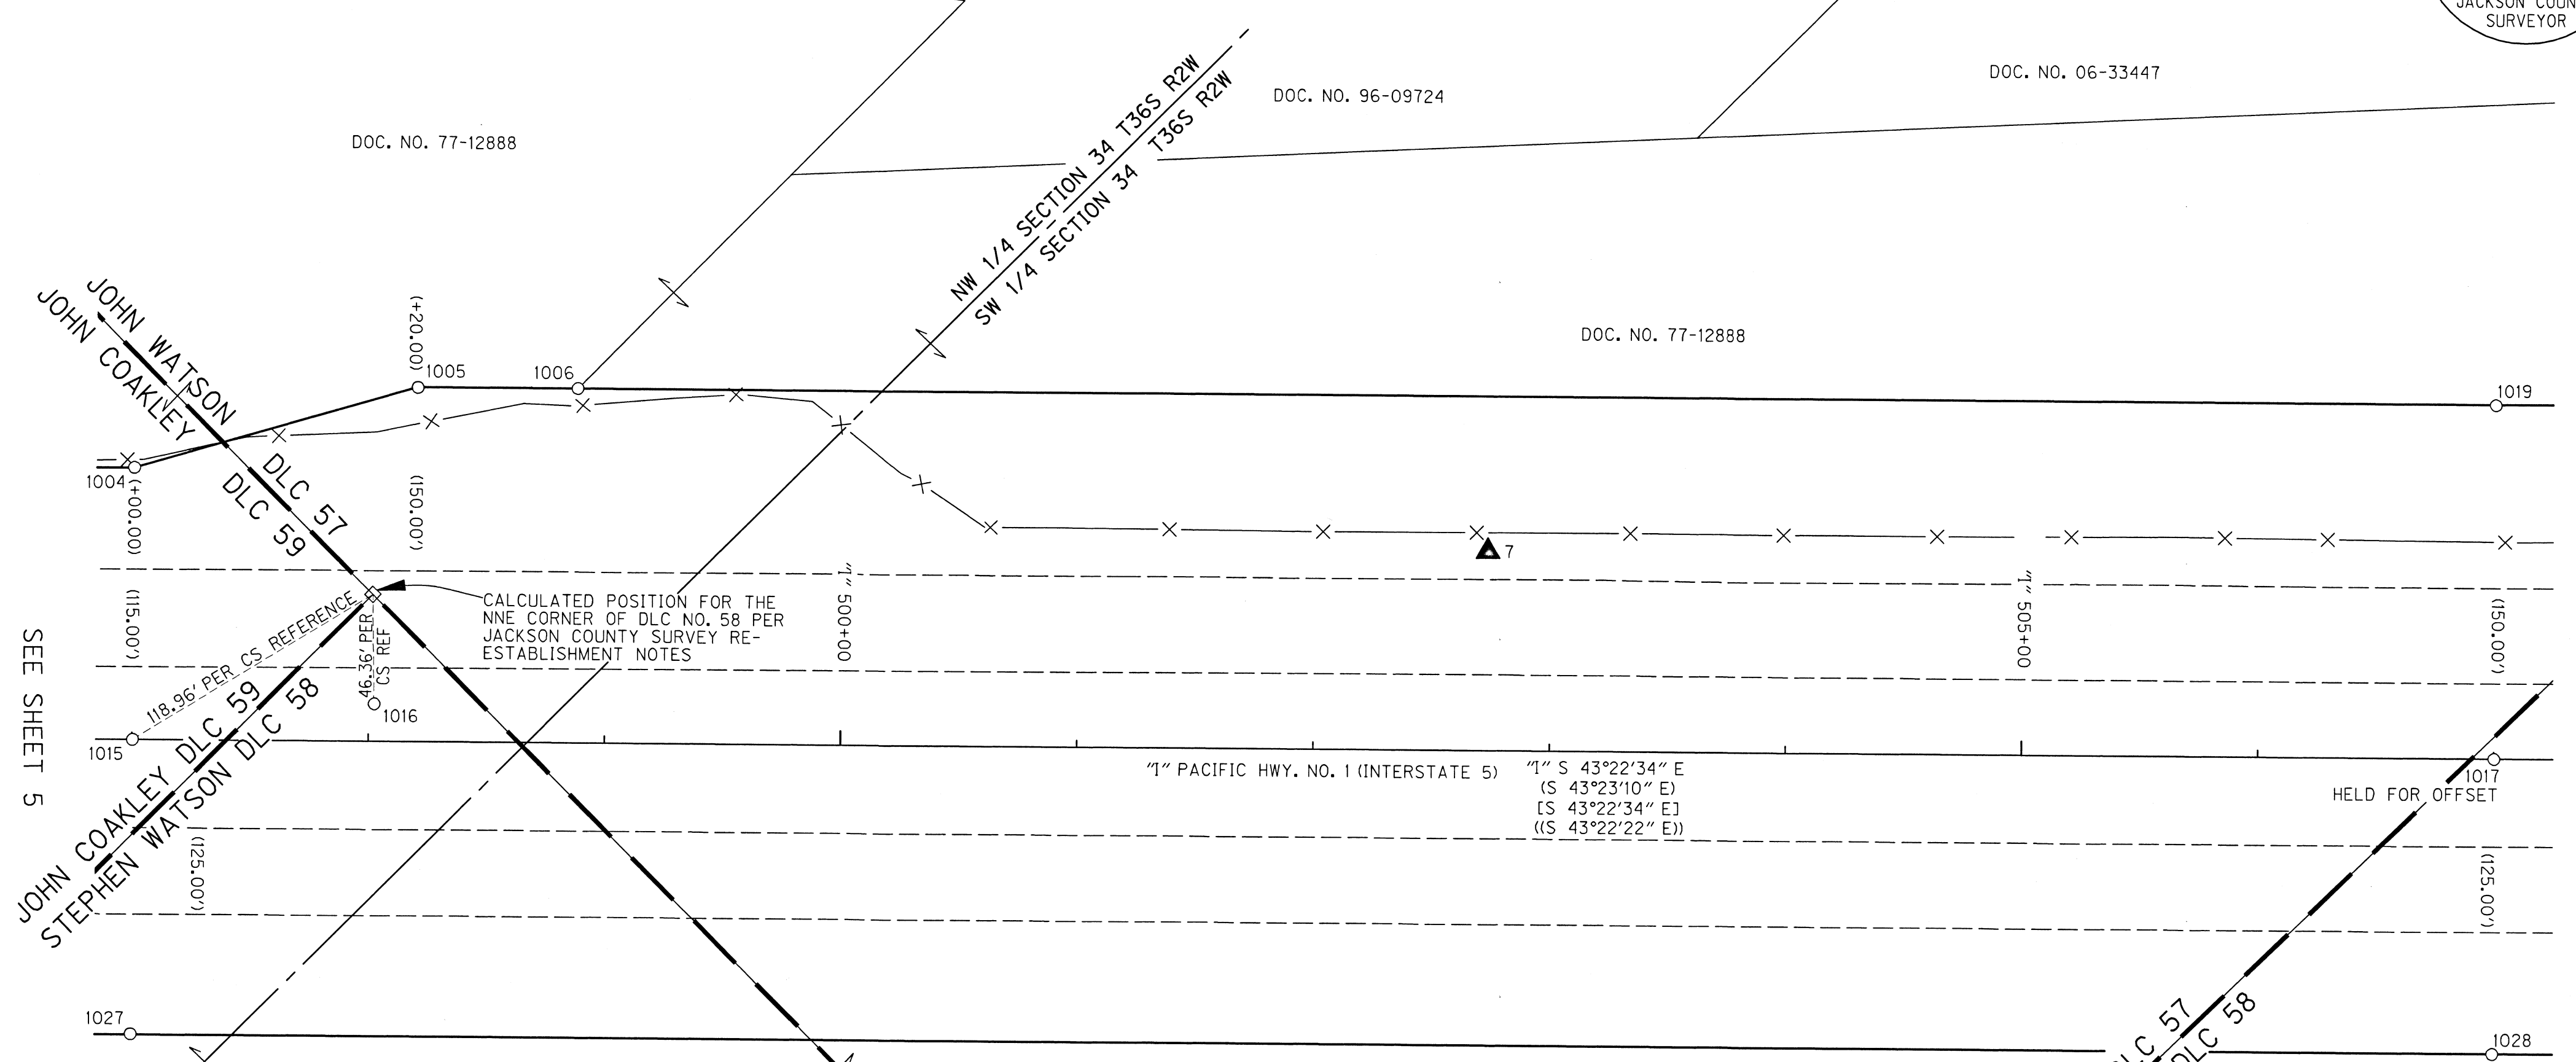 JACKSON COUN
SURVEYOR
DOC. NO. 06-33447
DOC. NO. 96-09724
DOC. NO. 77-12888
NW 1/4 SECTION 34 T36S R2W
SW 1/4 SECTION 34 T36S R2W
DOC. NO. 77-12888
JOHN WATSON DLC 57
JOHN COAKLEY DLC 59
(+20.00)
1005
1006
1019
1004
(+00.00)
(150.00')
7
(115.00')
118.96' PER CS REFERENCE
46.36' PER
CS REF
CALCULATED POSITION FOR THE
NNE CORNER OF DLC NO. 58 PER
JACKSON COUNTY SURVEY RE-
ESTABLISHMENT NOTES
"I" 500+00
"I" 505+00
(150.00')
SEE SHEET 5
1016
1015
JOHN COAKLEY DLC 59
STEPHEN WATSON DLC 58
"I" PACIFIC HWY. NO. 1 (INTERSTATE 5)
"I" S 43°22'34" E
(S 43°23'10" E)
[S 43°22'34" E]
((S 43°22'22" E))
1017
HELD FOR OFFSET
(125.00')
(125.00')
1027
DLC 57
DLC 58
1028